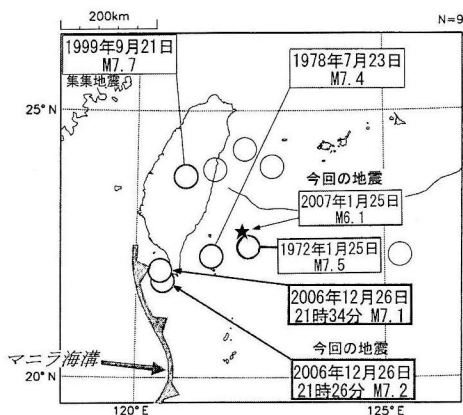 200km
N=9
1999年9月21日
M7.7
集集地震
1978年7月23日
M7.4
25°N
今回の地震
2007年1月25日
M6.1
1972年1月25日
M7.5
2006年12月26日
21時34分 M7.1
マニラ海溝
今回の地震
2006年12月26日
21時26分 M7.2
20°N
120°E
125°E